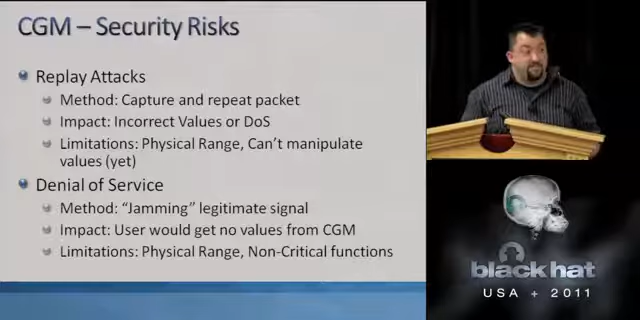 CGM – Security Risks
Replay Attacks
Method: Capture and repeat packet
Impact: Incorrect Values or DoS
Limitations: Physical Range, Can't manipulate
values (yet)
Denial of Service
Method: “Jamming” legitimate signal
Impact: User would get no values from CGM
Limitations: Physical Range, Non-Critical functions
black hat
USA + 2011